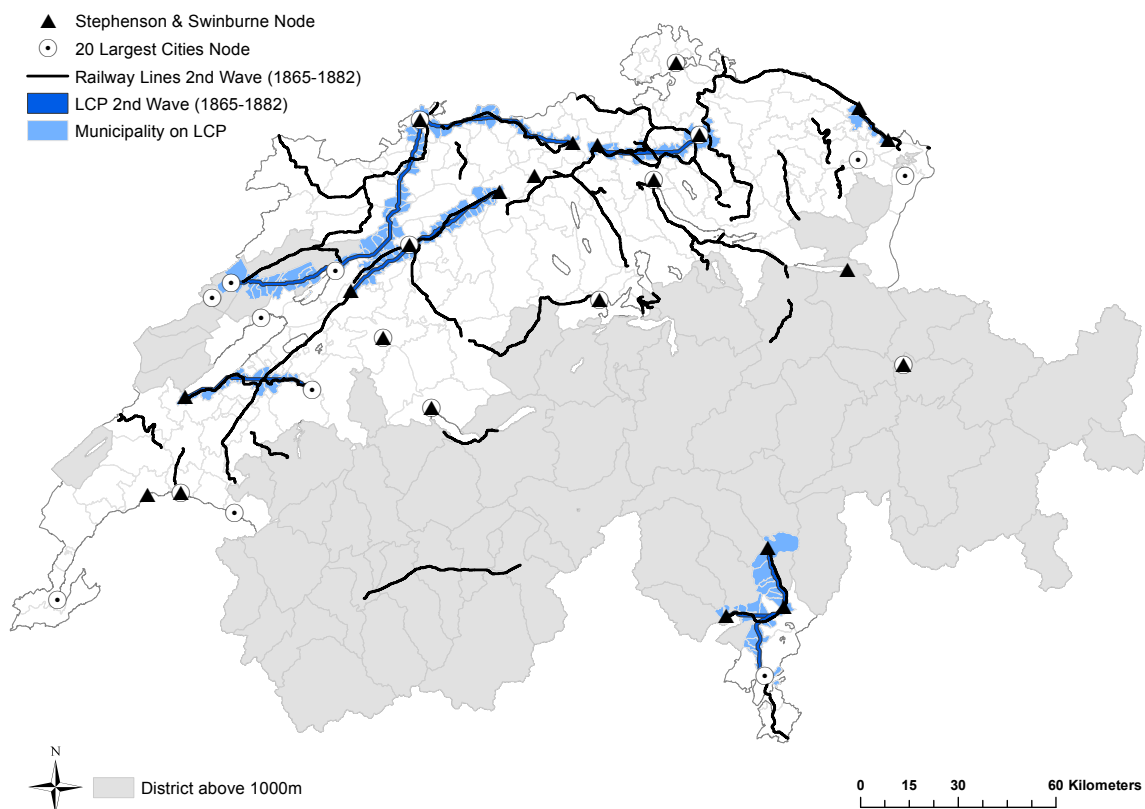 Stephenson & Swinburne Node
20 Largest Cities Node
Railway Lines 2nd Wave (1865-1882)
LCP 2nd Wave (1865-1882)
Municipality on LCP
N
District above 1000m
0 15 30 60 Kilometers